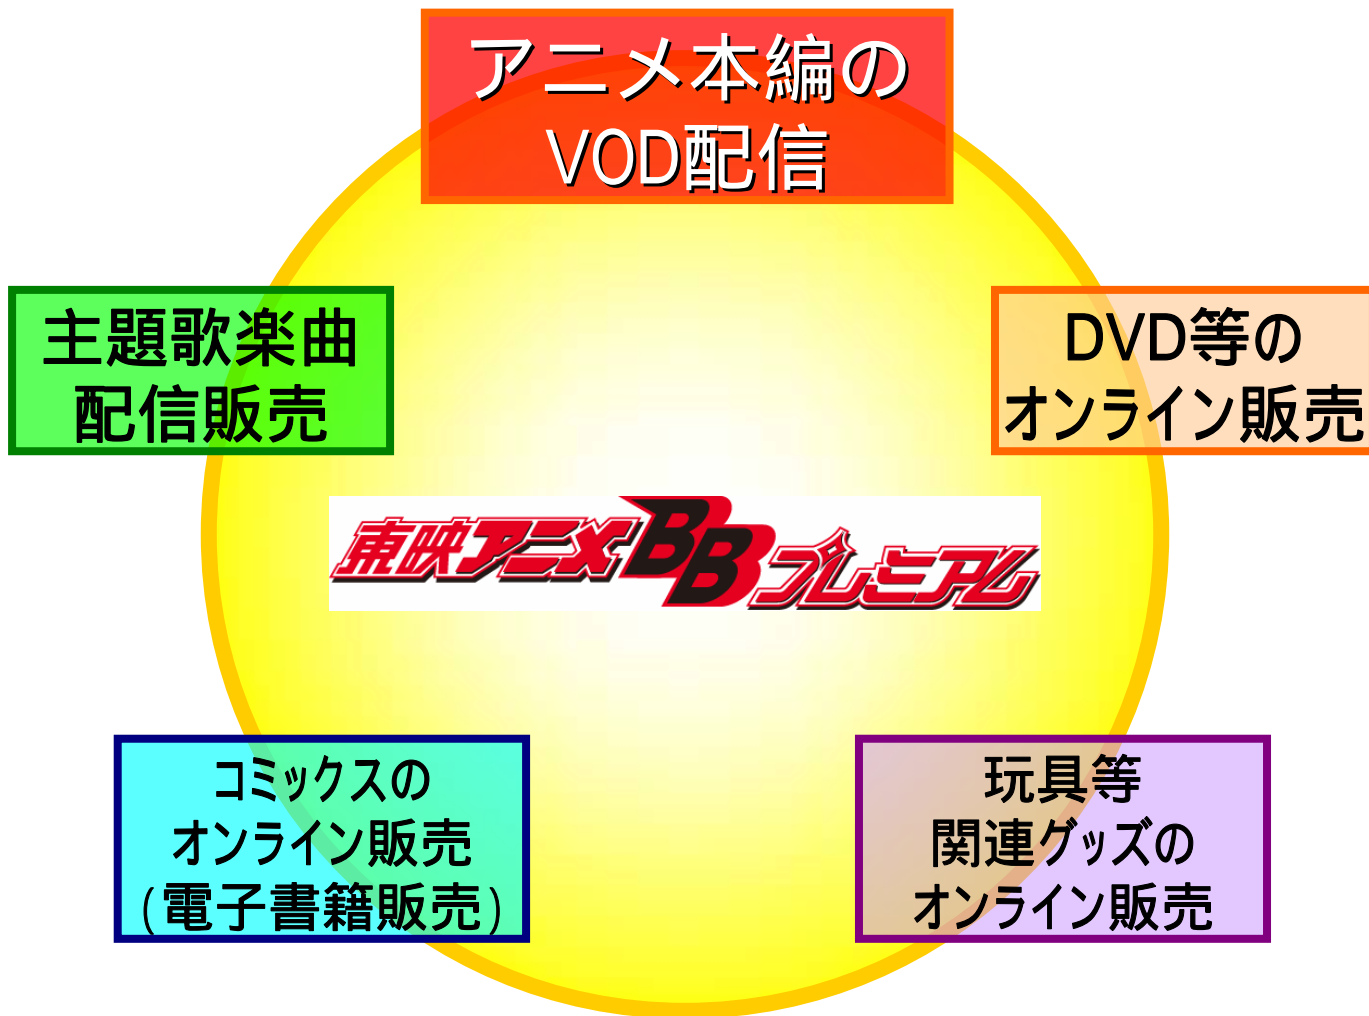 アニメ本編の
VOD配信
主題歌楽曲
配信販売
DVD等の
オンライン販売
東映アニメBBプレミアム
コミックスの
オンライン販売
(電子書籍販売)
玩具等
関連グッズの
オンライン販売